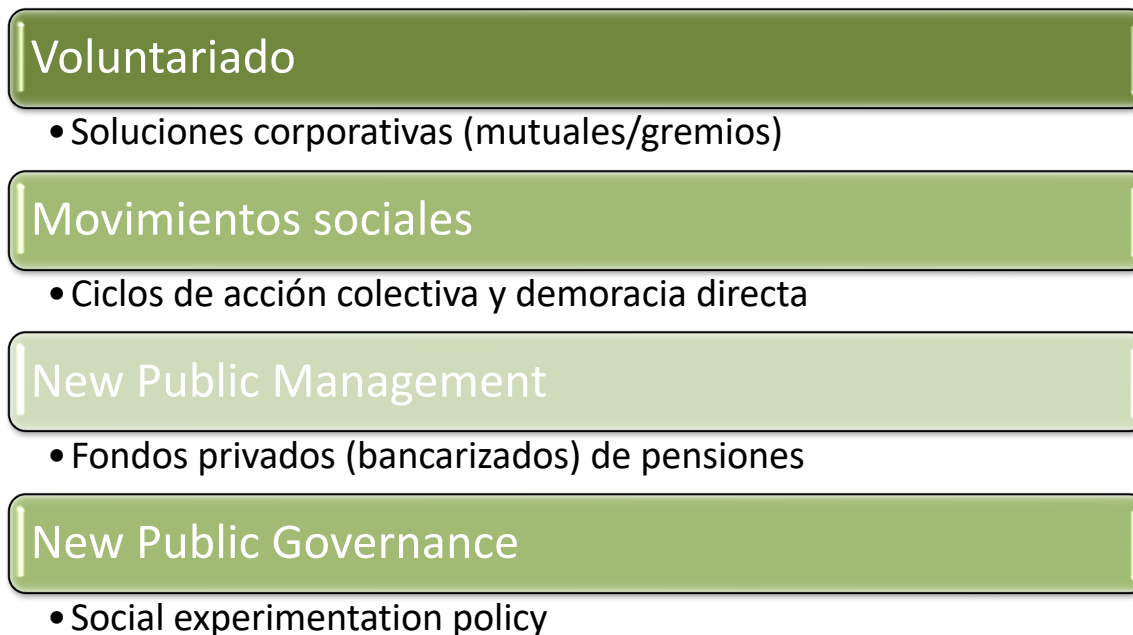 Voluntariado
• Soluciones corporativas (mutuales/gremios)
Movimientos sociales
• Ciclos de acción colectiva y demoracia directa
New Public Management
• Fondos privados (bancarizados) de pensiones
New Public Governance
• Social experimentation policy